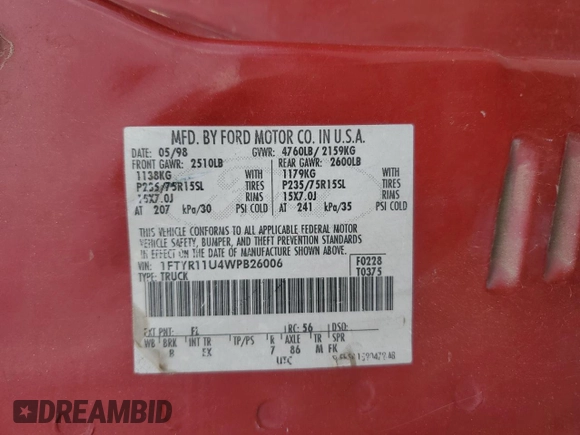 MFD. BY FORD MOTOR CO. IN U.S.A.
DATE: 05/98 GVWR: 4760LB/ 2159KG
FRONT GAWR: 2510LB REAR GAWR: 2600LB
1138KG WITH 1179KG WITH
P235/75R15SL TIRES P235/75R15SL TIRES
15X7.0J RIMS 15X7.0J RIMS
AT 207 kPa/30 PSI COLD AT 241 kPa/35 PSI COLD
THIS VEHICLE CONFORMS TO ALL APPLICABLE FEDERAL MOTOR
VEHICLE SAFETY, BUMPER, AND THEFT PREVENTION STANDARDS
IN EFFECT ON THE DATE OF MANUFACTURE SHOWN ABOVE.
VIN: 1FTYR11U4WPB26006 F0228
TYPE: TRUCK T0375
EXT PNT: FL RC: 56 DSO:
WB BRK INT TR TP/PS R AXLE TR SPR
8 EX 7 86 M FK
UTC
DREAMBID